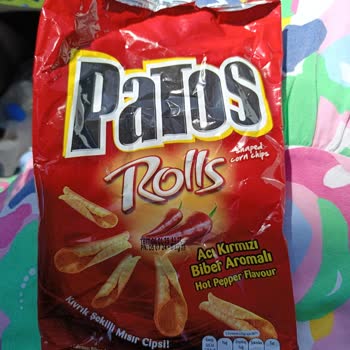 PATOS
Rolls
shaped
corn chips
Acı Kırmızı
Biber Aromalı
Hot Pepper Flavour
Kıvrık Şekilli Mısır Cipsi!